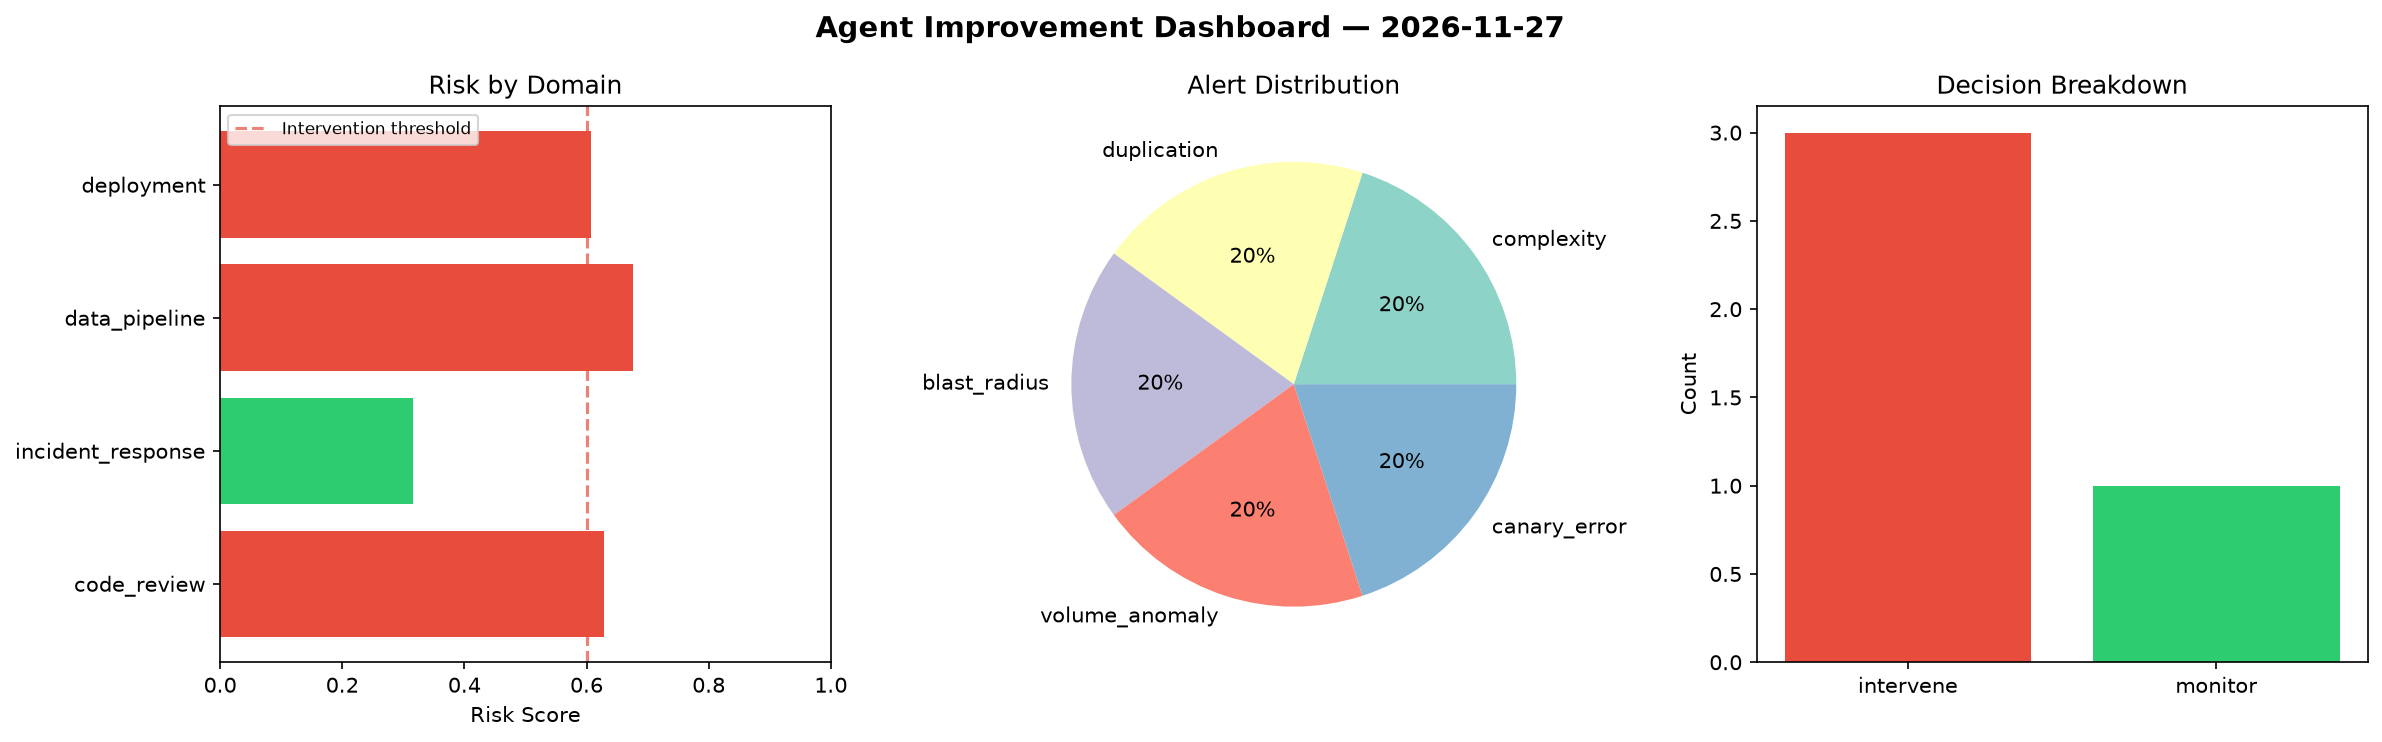 Agent Improvement Dashboard — 2026-11-27
Risk by Domain
Intervention threshold
deployment
data_pipeline
incident_response
code_review
0.0 0.2 0.4 0.6 0.8 1.0
Risk Score
Alert Distribution
duplication
complexity
20%
20%
blast_radius
20%
20%
20%
canary_error
volume_anomaly
Decision Breakdown
Count
3.0
2.5
2.0
1.5
1.0
0.5
0.0
intervene monitor